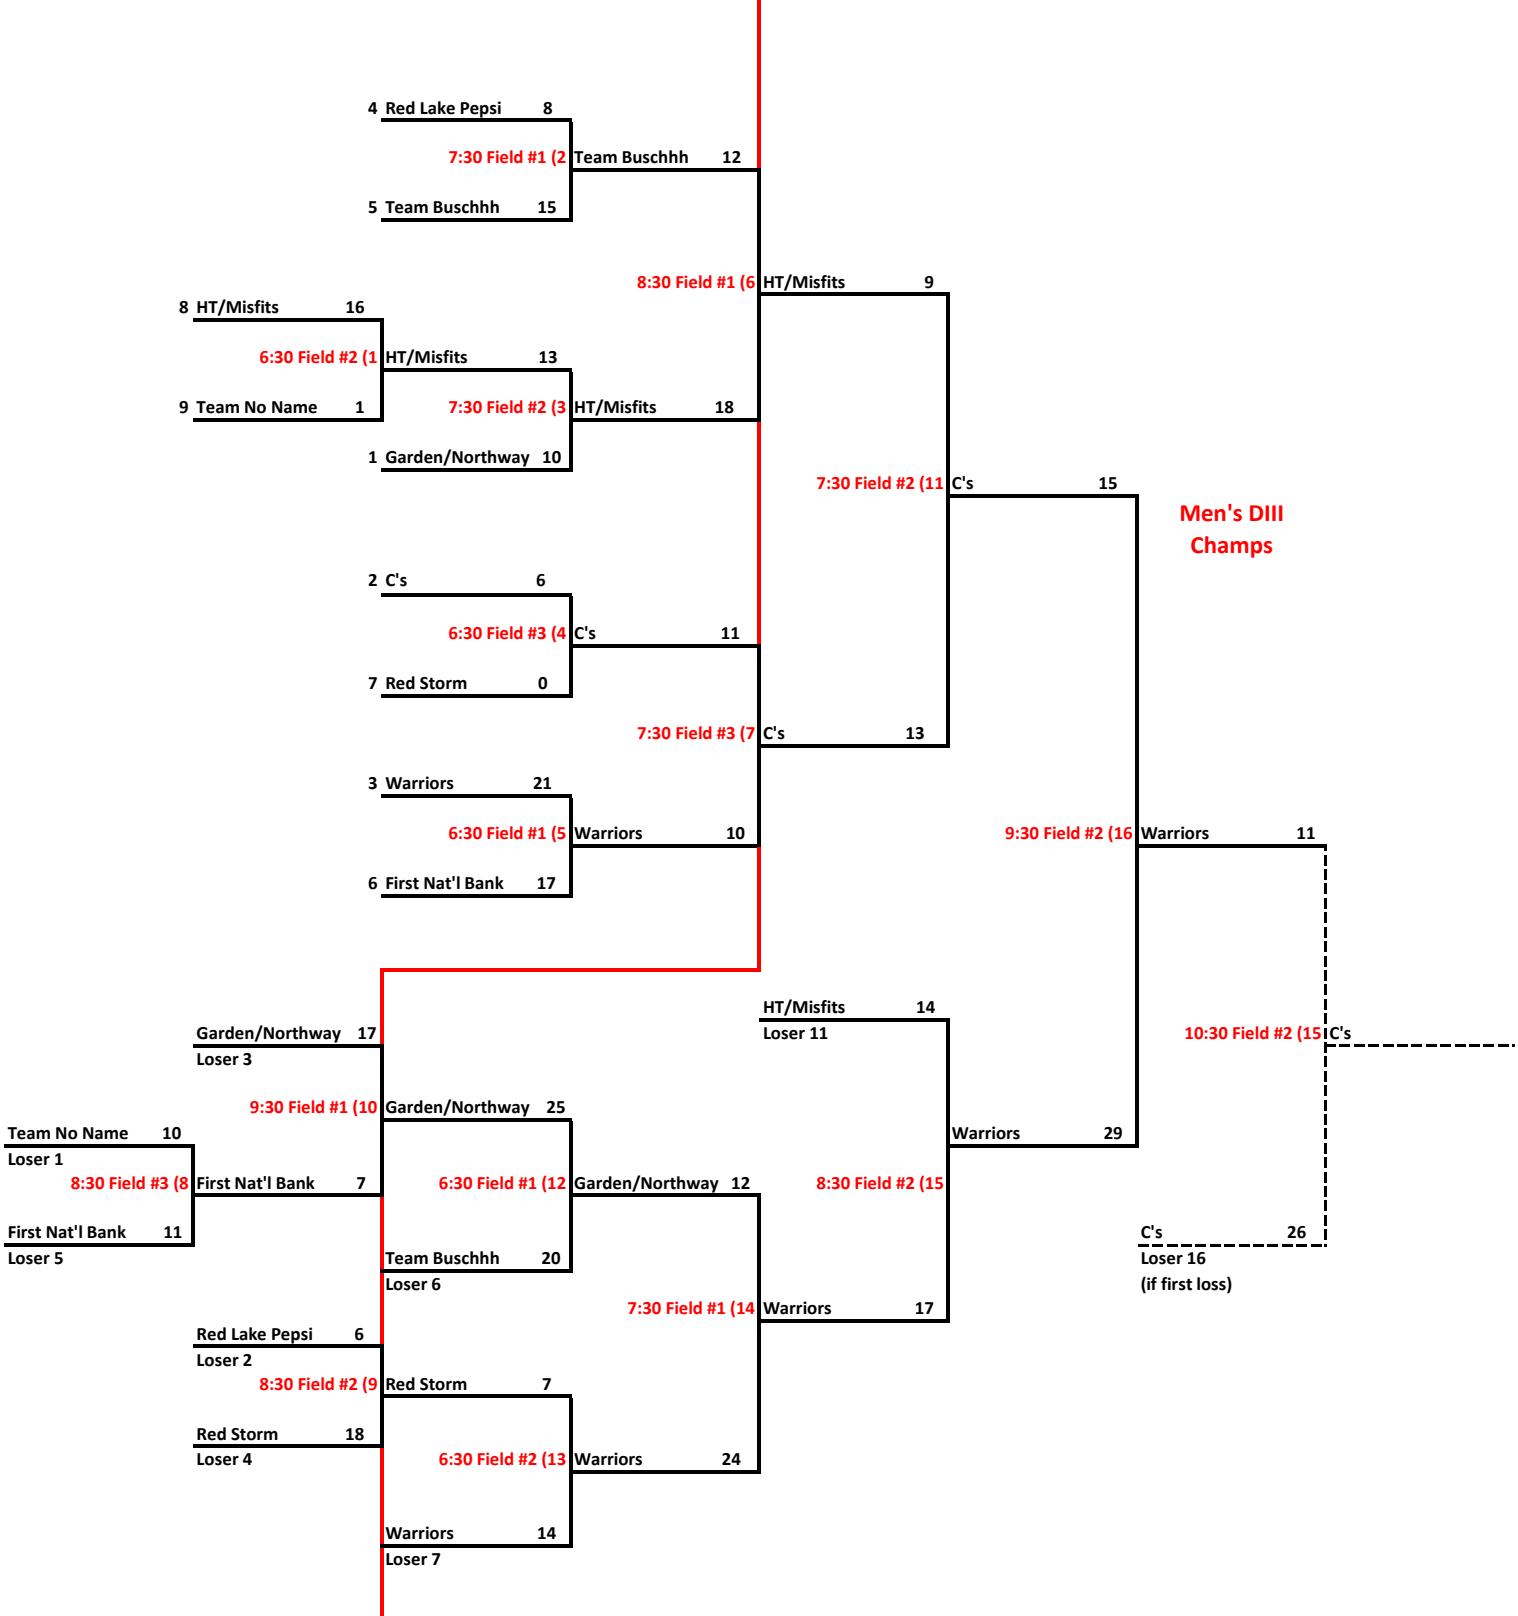 4 Red Lake Pepsi 8
7:30 Field #1 (2 Team Buschhh 12
5 Team Buschhh 15
8:30 Field #1 (6 HT/Misfits 9
8 HT/Misfits 16
6:30 Field #2 (1 HT/Misfits 13
9 Team No Name 1 7:30 Field #2 (3 HT/Misfits 18
1 Garden/Northway 10
7:30 Field #2 (11 C's 15
Men's DIII
Champs
2 C's 6
6:30 Field #3 (4 C's 11
7 Red Storm 0
7:30 Field #3 (7 C's 13
3 Warriors 21
6:30 Field #1 (5 Warriors 10 9:30 Field #2 (16 Warriors 11
6 First Nat'l Bank 17
HT/Misfits 14
Garden/Northway 17 Loser 11 10:30 Field #2 (15 C's
Loser 3
9:30 Field #1 (10 Garden/Northway 25
Team No Name 10 Warriors 29
Loser 1
8:30 Field #3 (8 First Nat'l Bank 7 6:30 Field #1 (12 Garden/Northway 12 8:30 Field #2 (15
First Nat'l Bank 11 C's 26
Loser 5 Team Buschhh 20 Loser 16
Loser 6 (if first loss)
7:30 Field #1 (14 Warriors 17
Red Lake Pepsi 6
Loser 2
8:30 Field #2 (9 Red Storm 7
Red Storm 18
Loser 4 6:30 Field #2 (13 Warriors 24
Warriors 14
Loser 7